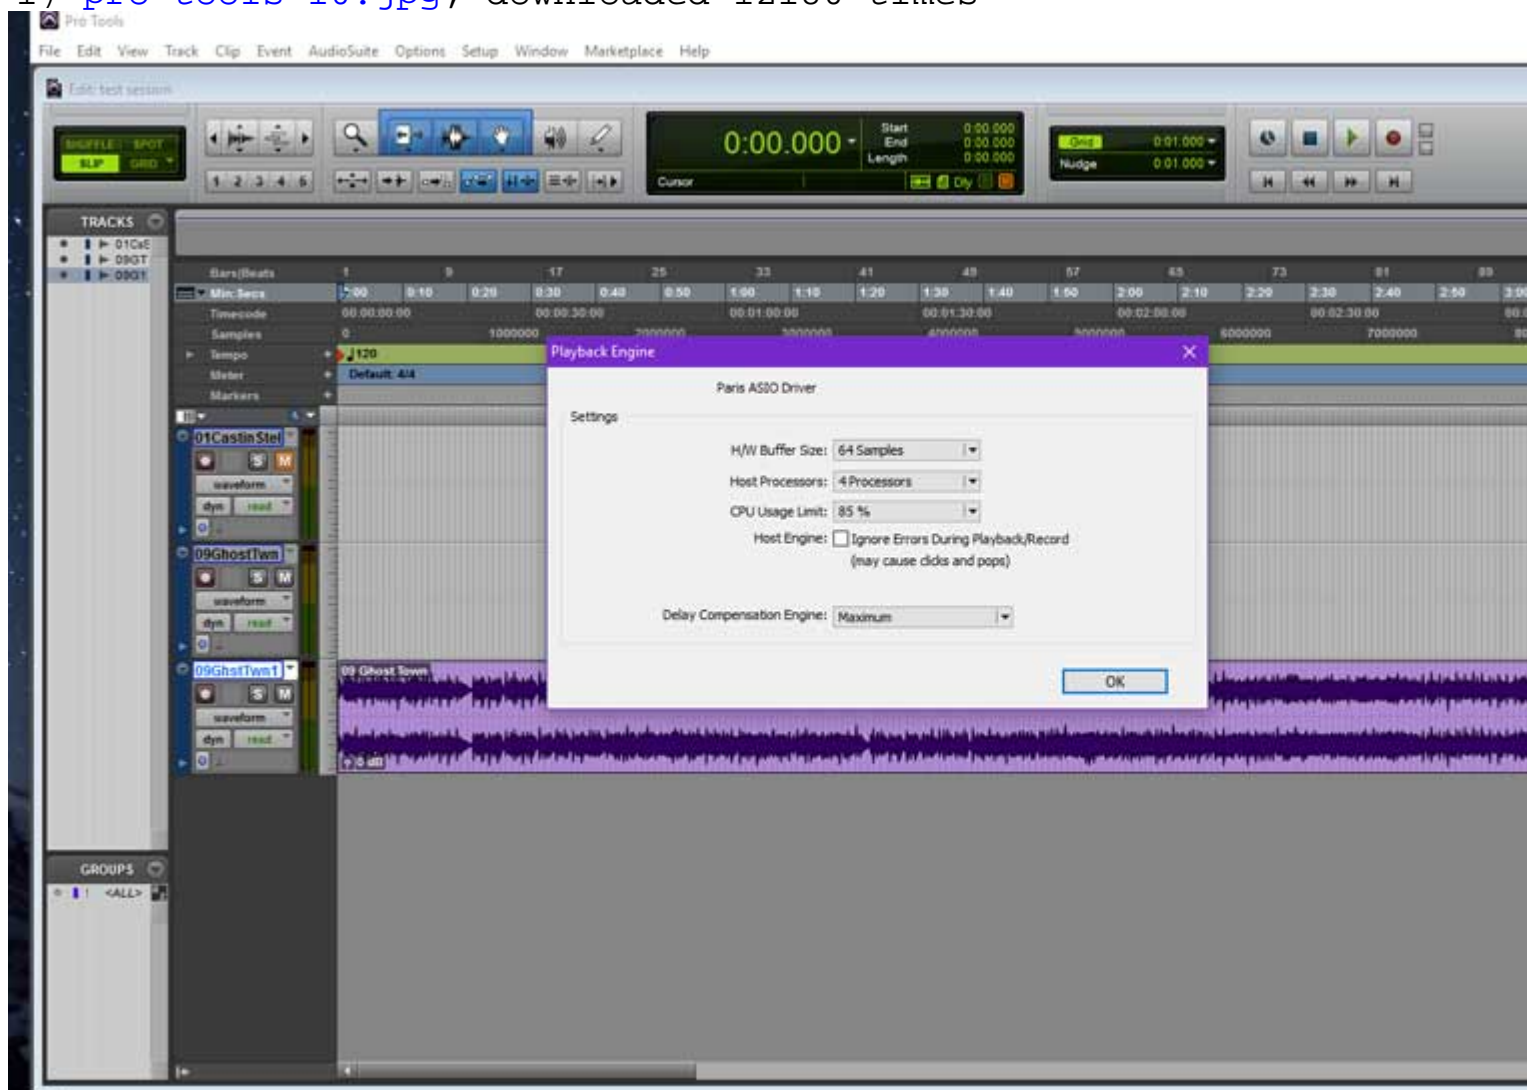 1) pro tools 10.jpg, downloaded 12160 times
Pro Tools
File Edit View Track Clip Event AudioSuite Options Setup Window Marketplace Help
Edit: test session
SHUFFLE SPOT
SLIP GRID
1 2 3 4 5
0:00.000
Start 0:00.000
End 0:00.000
Length 0:00.000
Cursor
Dly
Grid 0:01.000
Nudge 0:01.000
TRACKS
01CsS
09GT
09GT
Bars|Beats 1 9 17 25 33 41 49 57 65 73 81 89
Min:Secs 0:00 0:10 0:20 0:30 0:40 0:50 1:00 1:10 1:20 1:30 1:40 1:50 2:00 2:10 2:20 2:30 2:40 2:50 3:00
Timecode 00:00:00:00 00:00:30:00 00:01:00:00 00:01:30:00 00:02:00:00 00:02:30:00
Samples 0 1000000 2000000 3000000 4000000 5000000 6000000 7000000
Tempo 120
Meter Default: 4/4
Markers
01CastinStel
S M
waveform
dyn read
09GhostTwn
S M
waveform
dyn read
09GhstTwn1
S M
waveform
dyn read
09 Ghost Town
0 dB
Playback Engine
Paris ASIO Driver
Settings
H/W Buffer Size: 64 Samples
Host Processors: 4 Processors
CPU Usage Limit: 85 %
Host Engine: Ignore Errors During Playback/Record
(may cause clicks and pops)
Delay Compensation Engine: Maximum
OK
GROUPS
! <ALL>